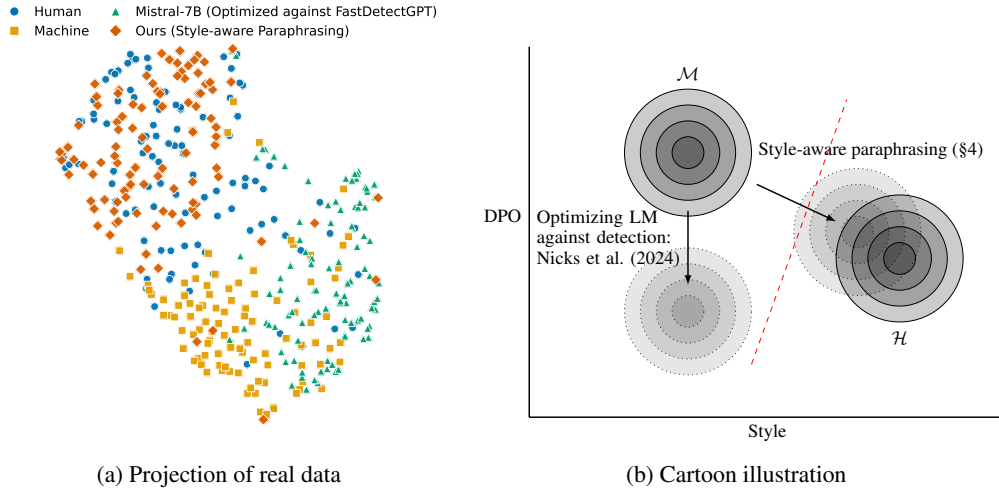 Human
Mistral-7B (Optimized against FastDetectGPT)
Machine
Ours (Style-aware Paraphrasing)
(a) Projection of real data
ℳ
Style-aware paraphrasing (§4)
DPO
Optimizing LM
against detection:
Nicks et al. (2024)
ℋ
Style
(b) Cartoon illustration